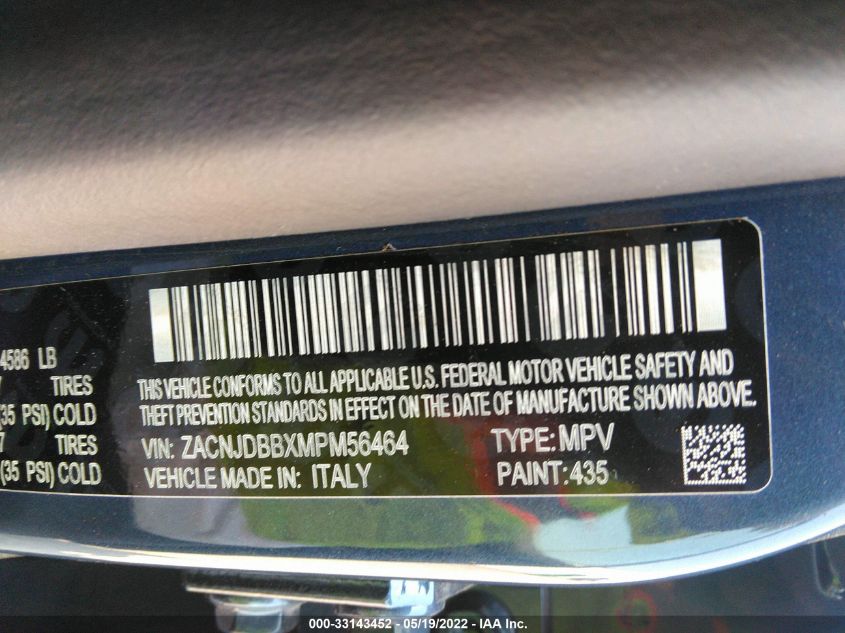 4586 LB
TIRES
(35 PSI) COLD
7 TIRES
(35 PSI) COLD
THIS VEHICLE CONFORMS TO ALL APPLICABLE U.S. FEDERAL MOTOR VEHICLE SAFETY AND
THEFT PREVENTION STANDARDS IN EFFECT ON THE DATE OF MANUFACTURE SHOWN ABOVE.
VIN: ZACNJDBBXMPM56464 TYPE: MPV
VEHICLE MADE IN: ITALY PAINT: 435
000-33143452 - 05/19/2022 - IAA Inc.